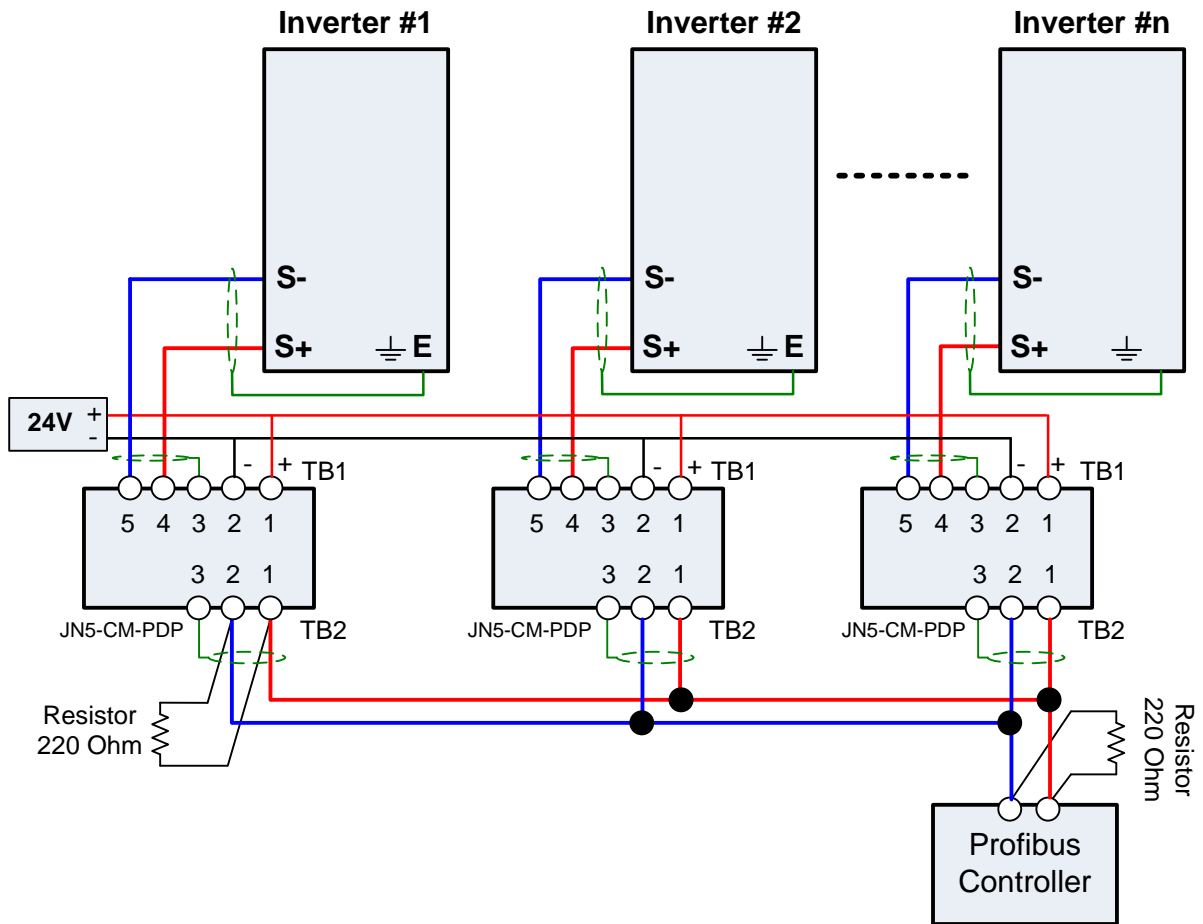 Inverter #1
Inverter #2
Inverter #n
S-
S+
E
S-
S+
E
S-
S+
24V
+
-
- + TB1
5 4 3 2 1
3 2 1
JN5-CM-PDP
TB2
- + TB1
5 4 3 2 1
3 2 1
JN5-CM-PDP
TB2
- + TB1
5 4 3 2 1
3 2 1
JN5-CM-PDP
TB2
Resistor
220 Ohm
Resistor
220 Ohm
Profibus
Controller